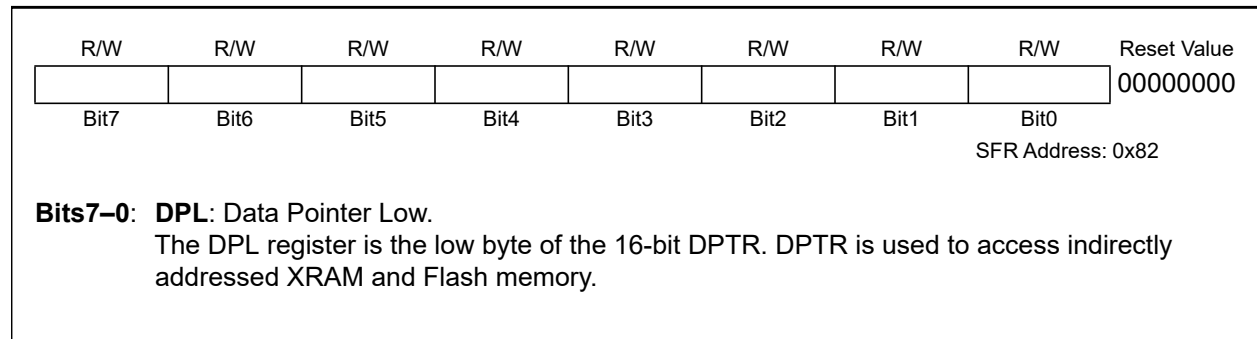 R/W R/W R/W R/W R/W R/W R/W R/W Reset Value
00000000
Bit7 Bit6 Bit5 Bit4 Bit3 Bit2 Bit1 Bit0
SFR Address: 0x82
Bits7–0: DPL: Data Pointer Low.
The DPL register is the low byte of the 16-bit DPTR. DPTR is used to access indirectly
addressed XRAM and Flash memory.